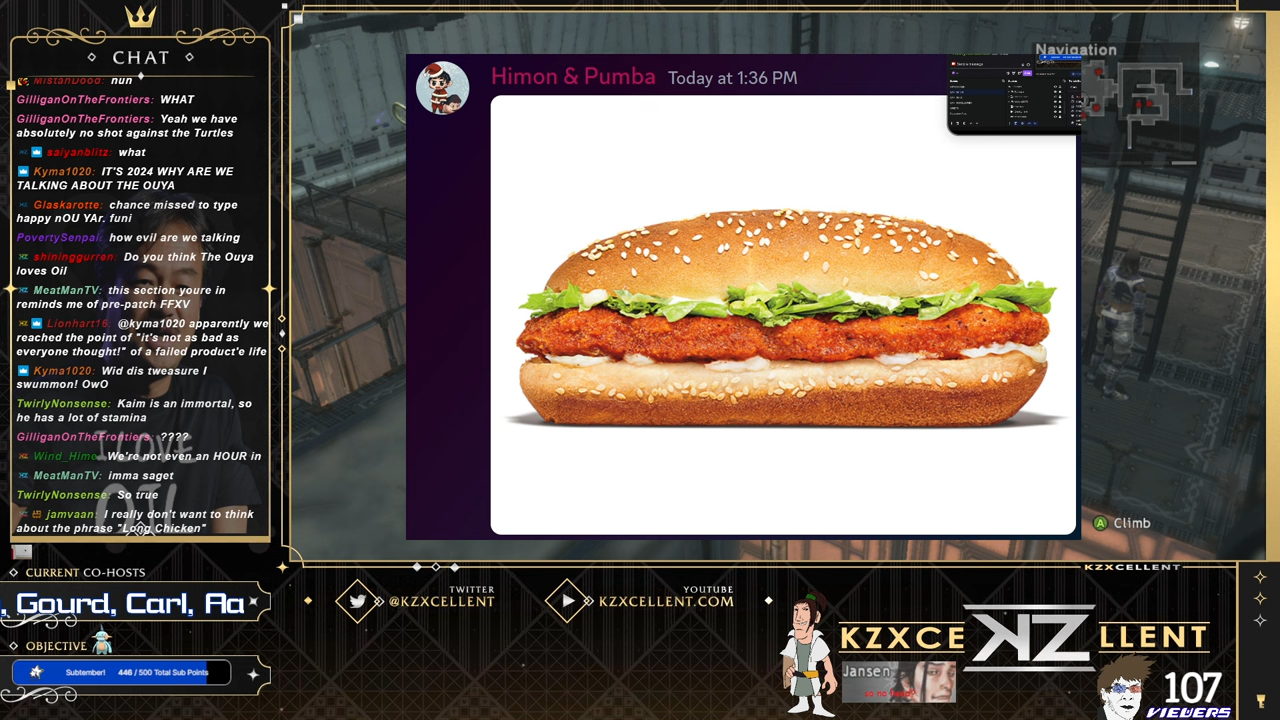 CHAT
MistahDood: nun
GilliganOnTheFrontiers: WHAT
GilliganOnTheFrontiers: Yeah we have
absolutely no shot against the Turtles
saiyanblitz: what
Kyma1020: IT'S 2024 WHY ARE WE
TALKING ABOUT THE OUYA
Glaskarotte: chance missed to type
happy nOU YAr. funi
PovertySenpai: how evil are we talking
shininggurren: Do you think The Ouya
loves Oil
MeatManTV: this section youre in
reminds me of pre-patch FFXV
Lionhart16: @kyma1020 apparently we
reached the point of "it's not as bad as
everyone thought!" of a failed product'e life
Kyma1020: Wid dis tweasure I
swummon! OwO
TwirlyNonsense: Kaim is an immortal, so
he has a lot of stamina
GilliganOnTheFrontiers: ????
Wind_Hime: We're not even an HOUR in
MeatManTV: imma saget
TwirlyNonsense: So true
jamvaan: I really don't want to think
about the phrase "Long Chicken"
I LOVE
OIL
CURRENT CO-HOSTS
, Gourd, Carl, Aa
OBJECTIVE
Subtember! 446 / 500 Total Sub Points
Himon & Pumba Today at 1:36 PM
Navigation
A Climb
KZXCELLENT
TWITTER
@KZXCELLENT
YOUTUBE
KZXCELLENT.COM
KZXCE KZ LLENT
Jansen
107
VIEWERS